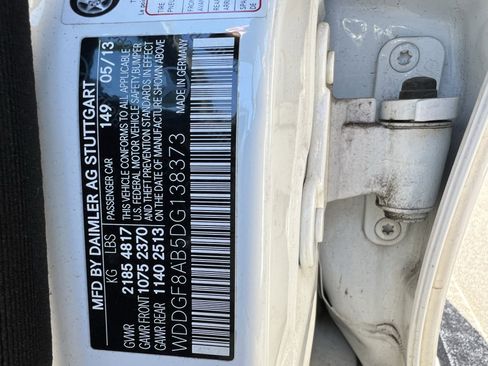 MFD BY DAIMLER AG STUTTGART
PASSENGER CAR 149 05/13
KG LBS
GVWR 2185 4817
GAWR FRONT 1075 2370
GAWR REAR 1140 2513
THIS VEHICLE CONFORMS TO ALL APPLICABLE
U.S. FEDERAL MOTOR VEHICLE SAFETY, BUMPER,
AND THEFT PREVENTION STANDARDS IN EFFECT
ON THE DATE OF MANUFACTURE SHOWN ABOVE
MADE IN GERMANY
WDDGF8AB5DG138373